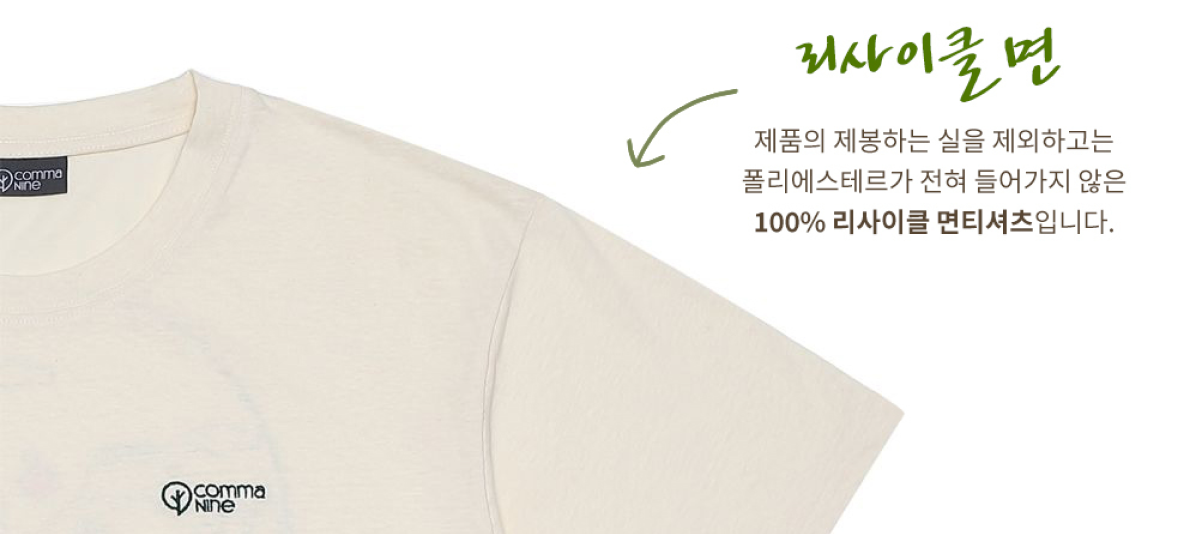 리사이클 면
제품의 제봉하는 실을 제외하고는
폴리에스테르가 전혀 들어가지 않은
100% 리사이클 면티셔츠입니다.
comma
NINe
comma
NINe